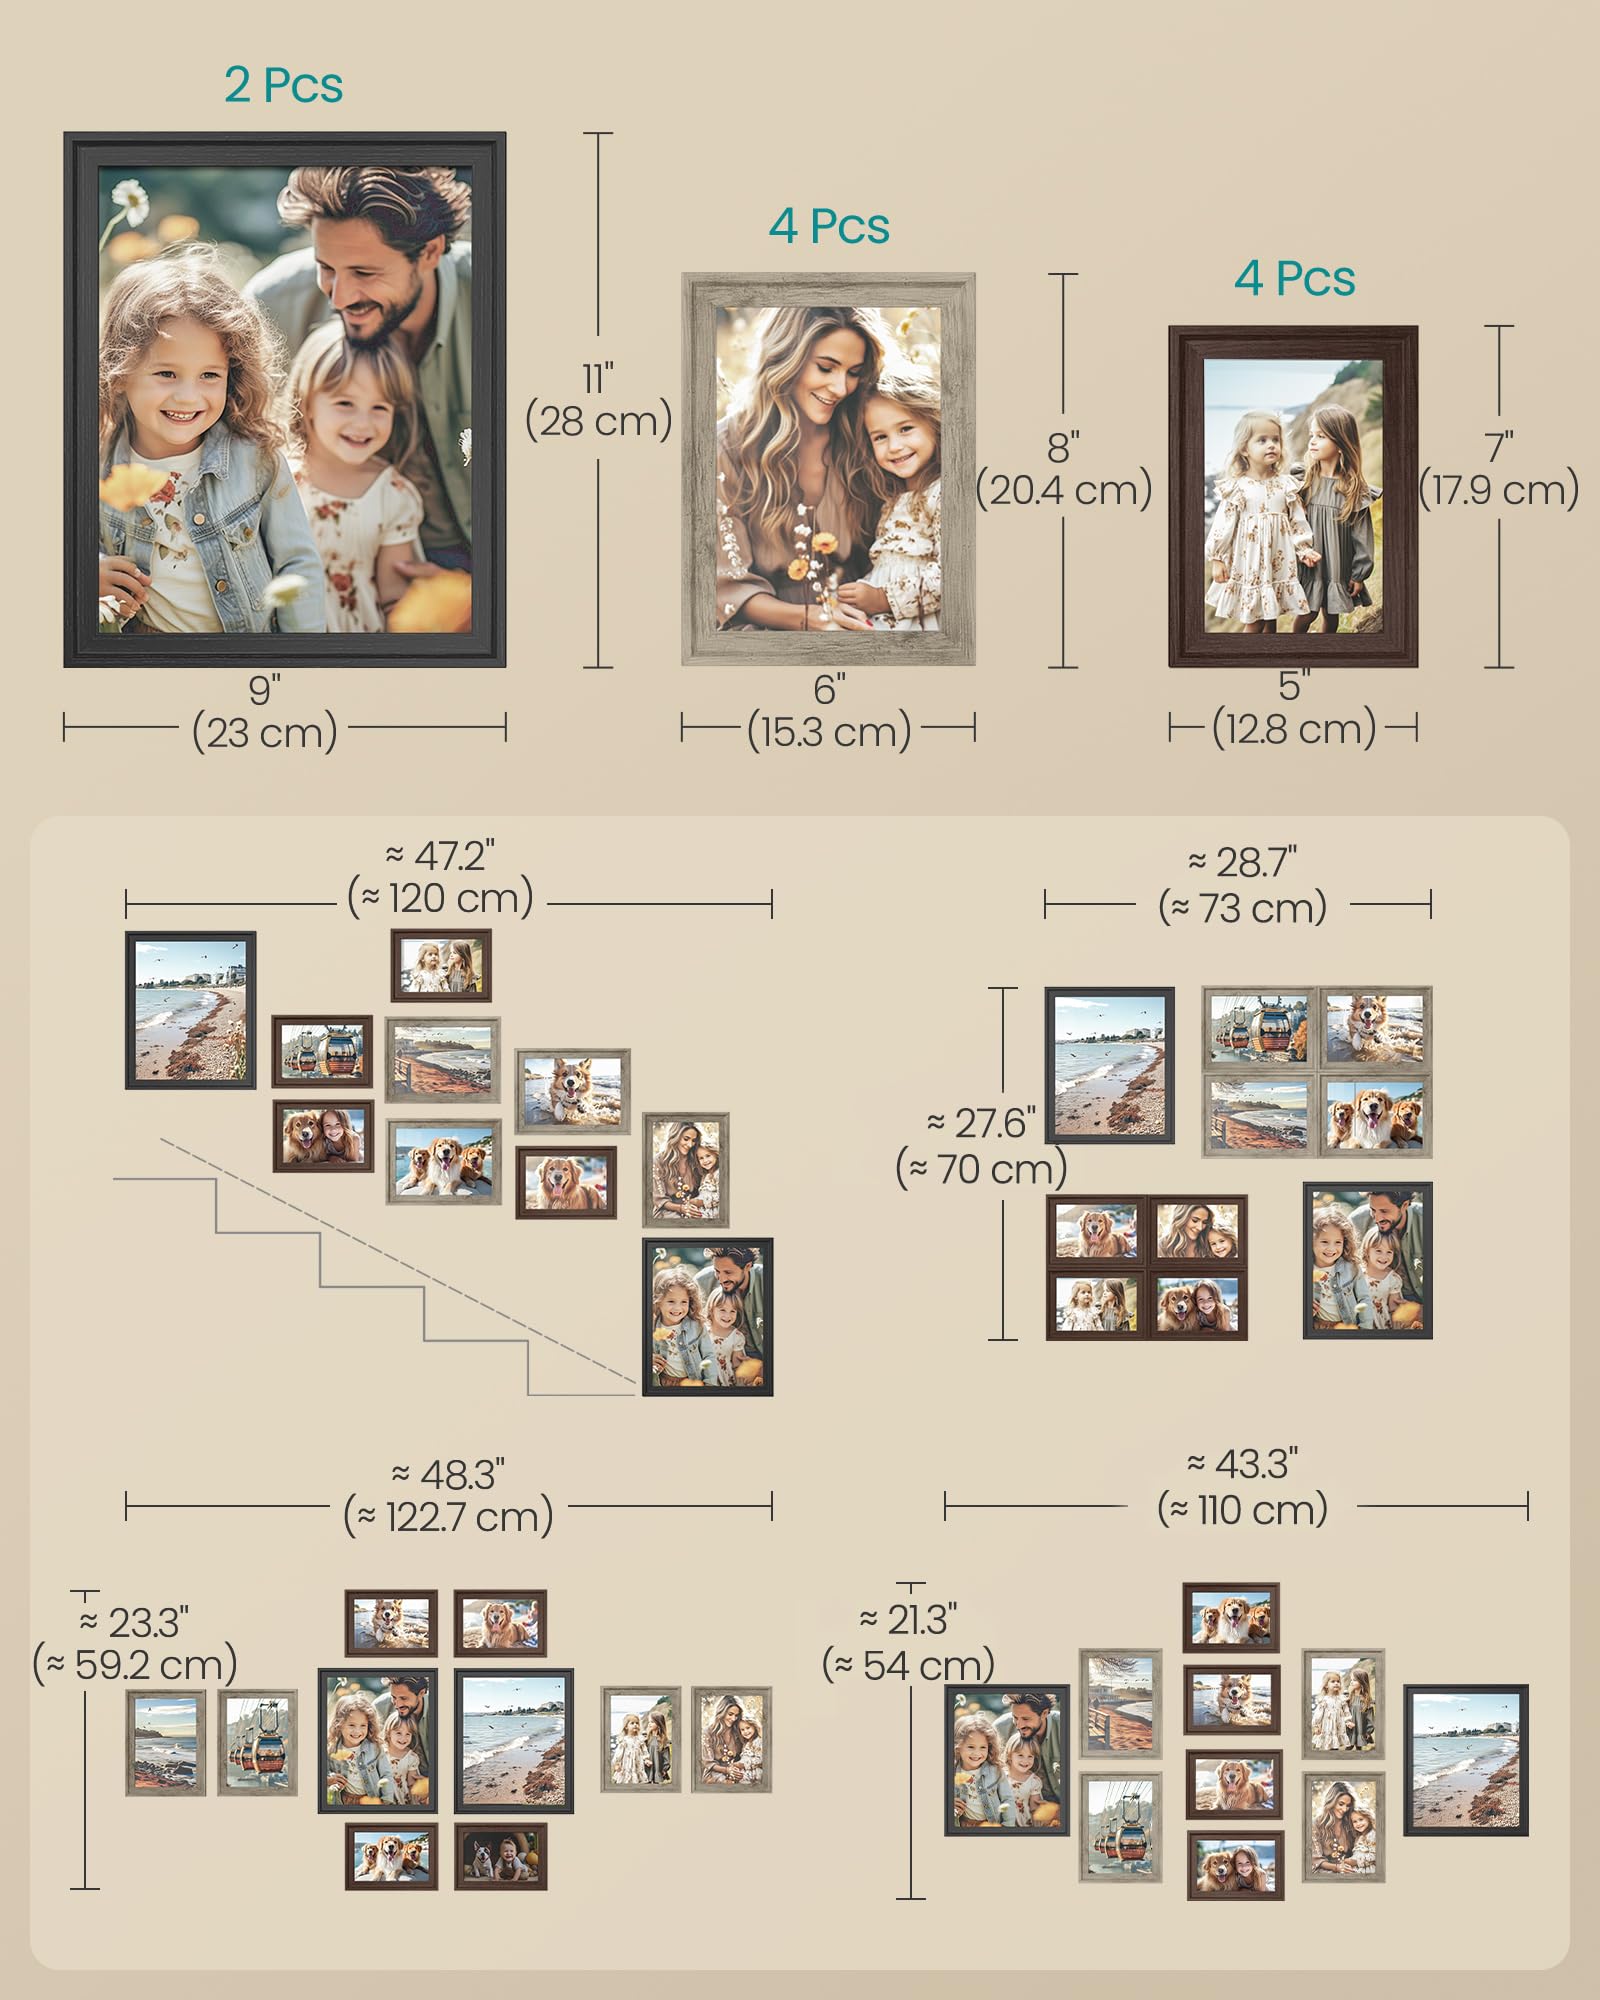 2 Pcs
4 Pcs
4 Pcs
11"
(28 cm)
8"
(20.4 cm)
7"
(17.9 cm)
9"
(23 cm)
6"
(15.3 cm)
5"
(12.8 cm)
≈ 47.2"
(≈ 120 cm)
≈ 28.7"
(≈ 73 cm)
≈ 27.6"
(≈ 70 cm)
≈ 48.3"
(≈ 122.7 cm)
≈ 43.3"
(≈ 110 cm)
≈ 23.3"
(≈ 59.2 cm)
≈ 21.3"
(≈ 54 cm)